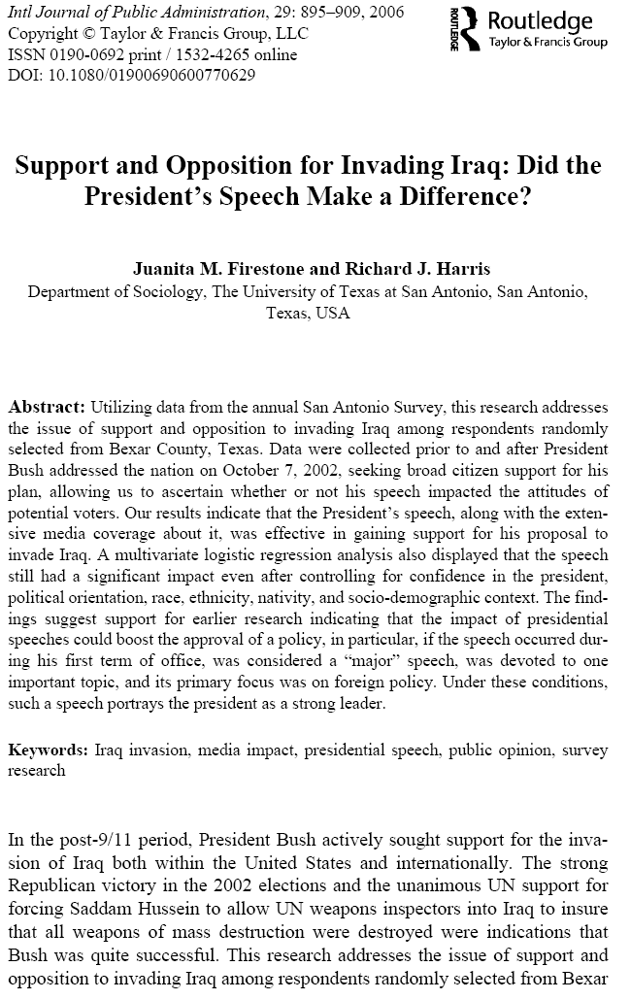 Intl Journal of Public Administration, 29: 895–909, 2006
Copyright © Taylor & Francis Group, LLC
ISSN 0190-0692 print / 1532-4265 online
DOI: 10.1080/01900690600770629
ROUTLEDGE
Routledge
Taylor & Francis Group
Support and Opposition for Invading Iraq: Did the
President’s Speech Make a Difference?
Juanita M. Firestone and Richard J. Harris
Department of Sociology, The University of Texas at San Antonio, San Antonio,
Texas, USA
Abstract: Utilizing data from the annual San Antonio Survey, this research addresses
the issue of support and opposition to invading Iraq among respondents randomly
selected from Bexar County, Texas. Data were collected prior to and after President
Bush addressed the nation on October 7, 2002, seeking broad citizen support for his
plan, allowing us to ascertain whether or not his speech impacted the attitudes of
potential voters. Our results indicate that the President’s speech, along with the exten-
sive media coverage about it, was effective in gaining support for his proposal to
invade Iraq. A multivariate logistic regression analysis also displayed that the speech
still had a significant impact even after controlling for confidence in the president,
political orientation, race, ethnicity, nativity, and socio-demographic context. The find-
ings suggest support for earlier research indicating that the impact of presidential
speeches could boost the approval of a policy, in particular, if the speech occurred dur-
ing his first term of office, was considered a “major” speech, was devoted to one
important topic, and its primary focus was on foreign policy. Under these conditions,
such a speech portrays the president as a strong leader.
Keywords: Iraq invasion, media impact, presidential speech, public opinion, survey
research
In the post-9/11 period, President Bush actively sought support for the inva-
sion of Iraq both within the United States and internationally. The strong
Republican victory in the 2002 elections and the unanimous UN support for
forcing Saddam Hussein to allow UN weapons inspectors into Iraq to insure
that all weapons of mass destruction were destroyed were indications that
Bush was quite successful. This research addresses the issue of support and
opposition to invading Iraq among respondents randomly selected from Bexar